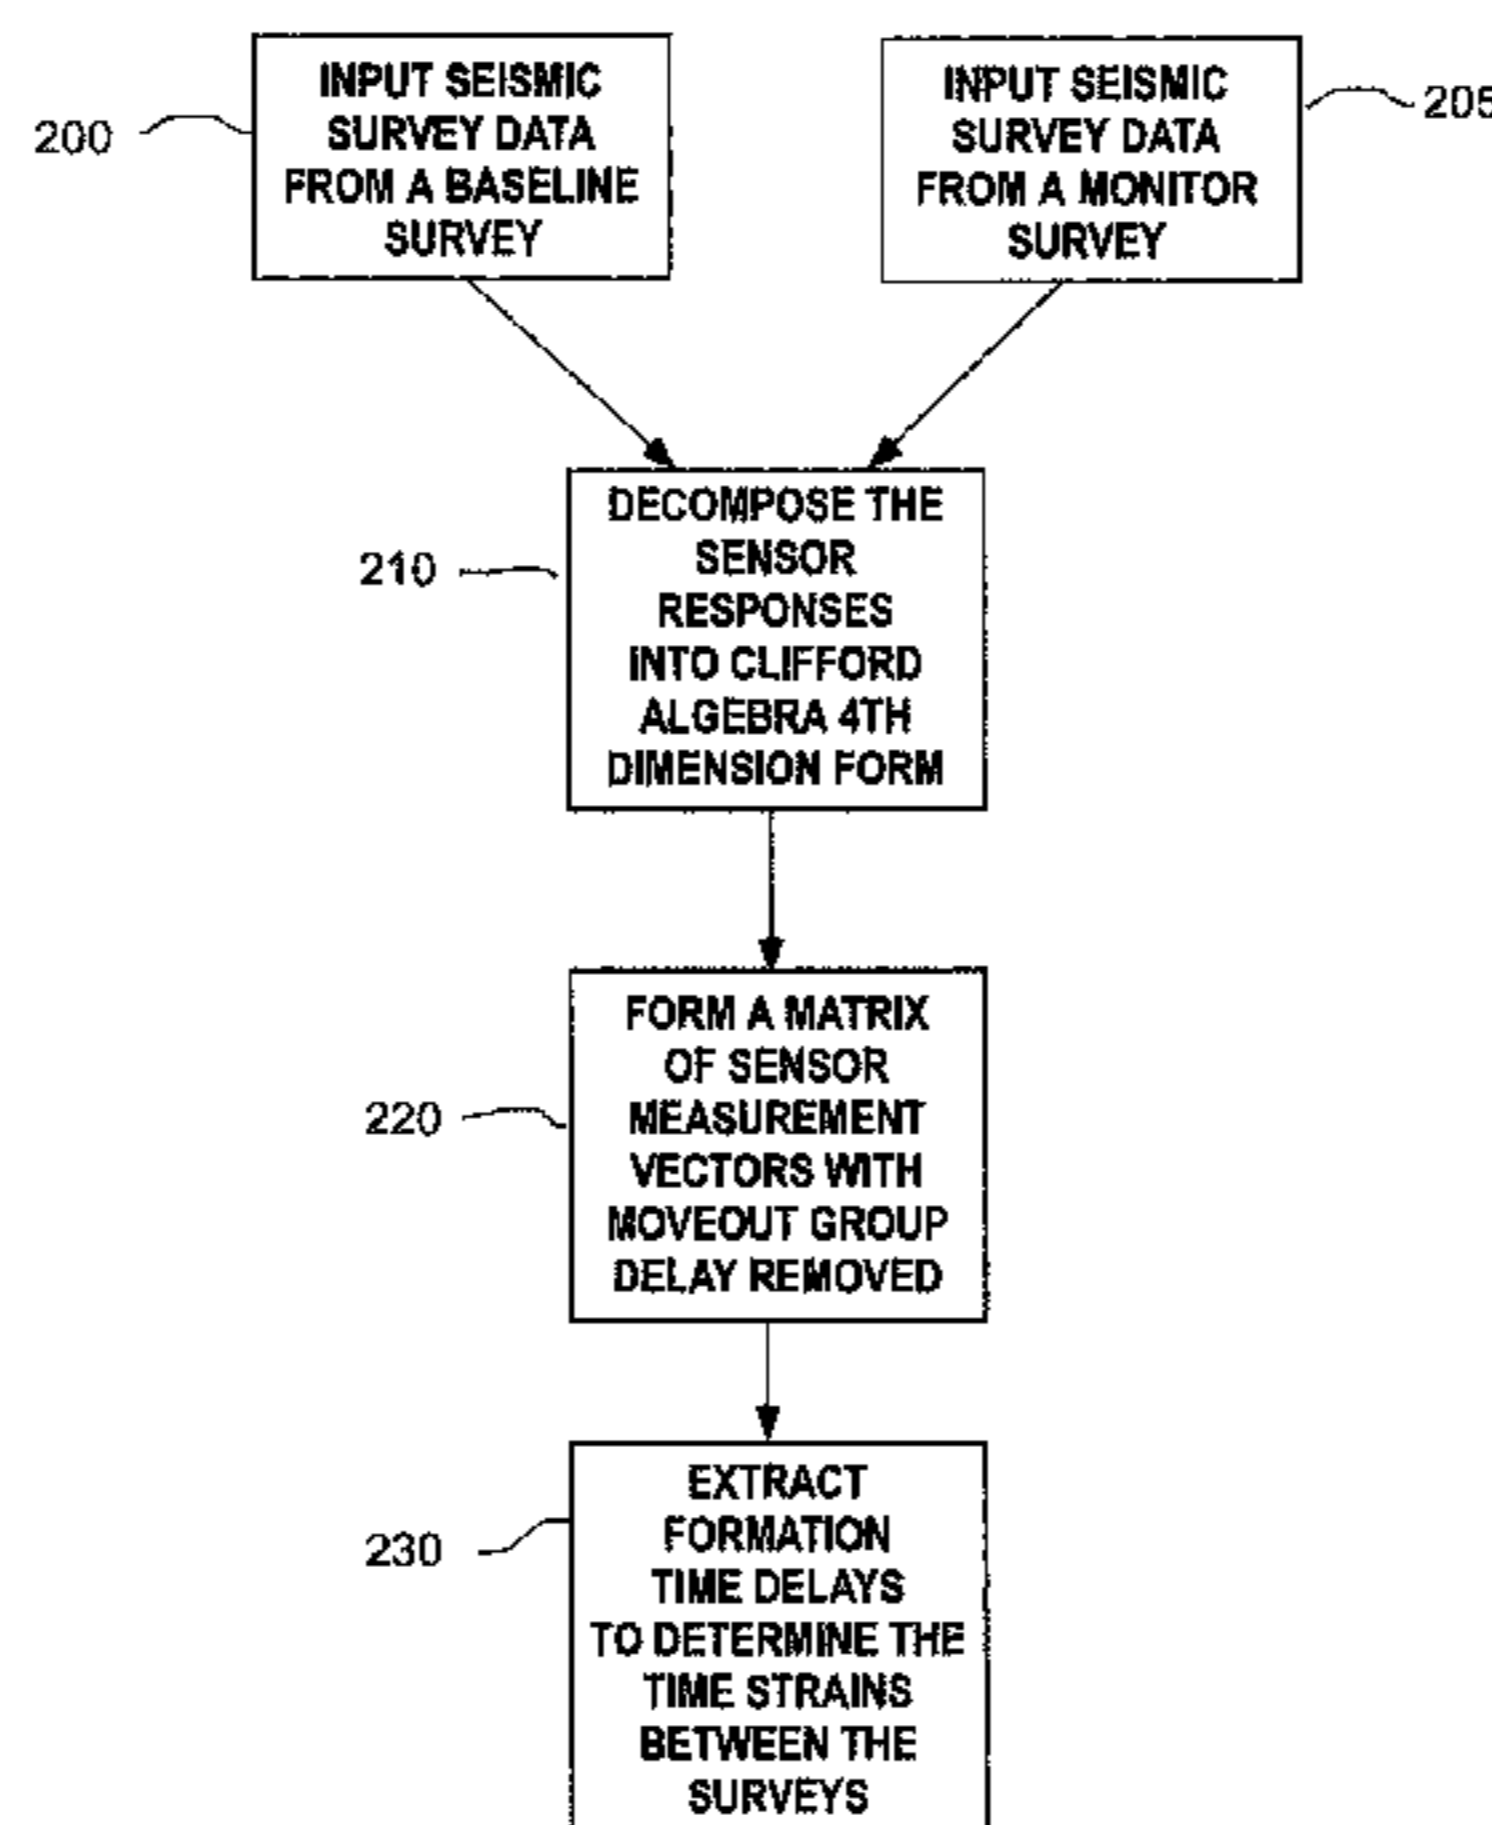 200
INPUT SEISMIC
SURVEY DATA
FROM A BASELINE
SURVEY
INPUT SEISMIC
SURVEY DATA
FROM A MONITOR
SURVEY
205
210
DECOMPOSE THE
SENSOR
RESPONSES
INTO CLIFFORD
ALGEBRA 4TH
DIMENSION FORM
220
FORM A MATRIX
OF SENSOR
MEASUREMENT
VECTORS WITH
MOVEOUT GROUP
DELAY REMOVED
230
EXTRACT
FORMATION
TIME DELAYS
TO DETERMINE THE
TIME STRAINS
BETWEEN THE
SURVEYS